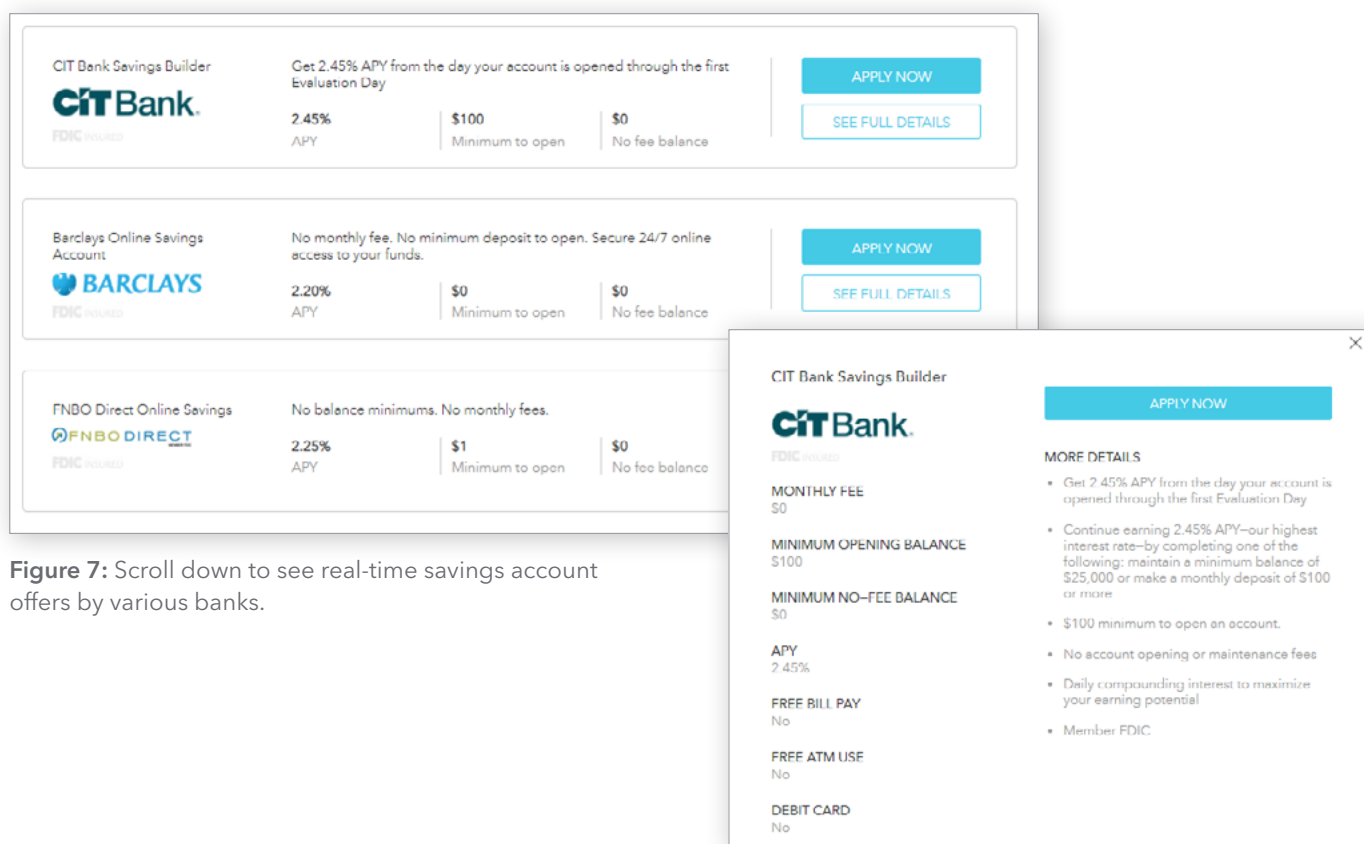 CIT Bank Savings Builder
CIT Bank.
FDIC INSURED
Get 2.45% APY from the day your account is opened through the first
Evaluation Day
2.45%
APY
$100
Minimum to open
$0
No fee balance
APPLY NOW
SEE FULL DETAILS
Barclays Online Savings
Account
BARCLAYS
FDIC INSURED
No monthly fee. No minimum deposit to open. Secure 24/7 online
access to your funds.
2.20%
APY
$0
Minimum to open
$0
No fee balance
APPLY NOW
SEE FULL DETAILS
FNBO Direct Online Savings
FNBO DIRECT
FDIC INSURED
No balance minimums. No monthly fees.
2.25%
APY
$1
Minimum to open
$0
No fee balance
Figure 7: Scroll down to see real-time savings account
offers by various banks.
CIT Bank Savings Builder
CIT Bank.
FDIC INSURED
MONTHLY FEE
$0
MINIMUM OPENING BALANCE
$100
MINIMUM NO–FEE BALANCE
$0
APY
2.45%
FREE BILL PAY
No
FREE ATM USE
No
DEBIT CARD
No
APPLY NOW
MORE DETAILS
• Get 2.45% APY from the day your account is
opened through the first Evaluation Day
• Continue earning 2.45% APY—our highest
interest rate—by completing one of the
following: maintain a minimum balance of
$25,000 or make a monthly deposit of $100
or more
• $100 minimum to open an account.
• No account opening or maintenance fees
• Daily compounding interest to maximize
your earning potential
• Member FDIC